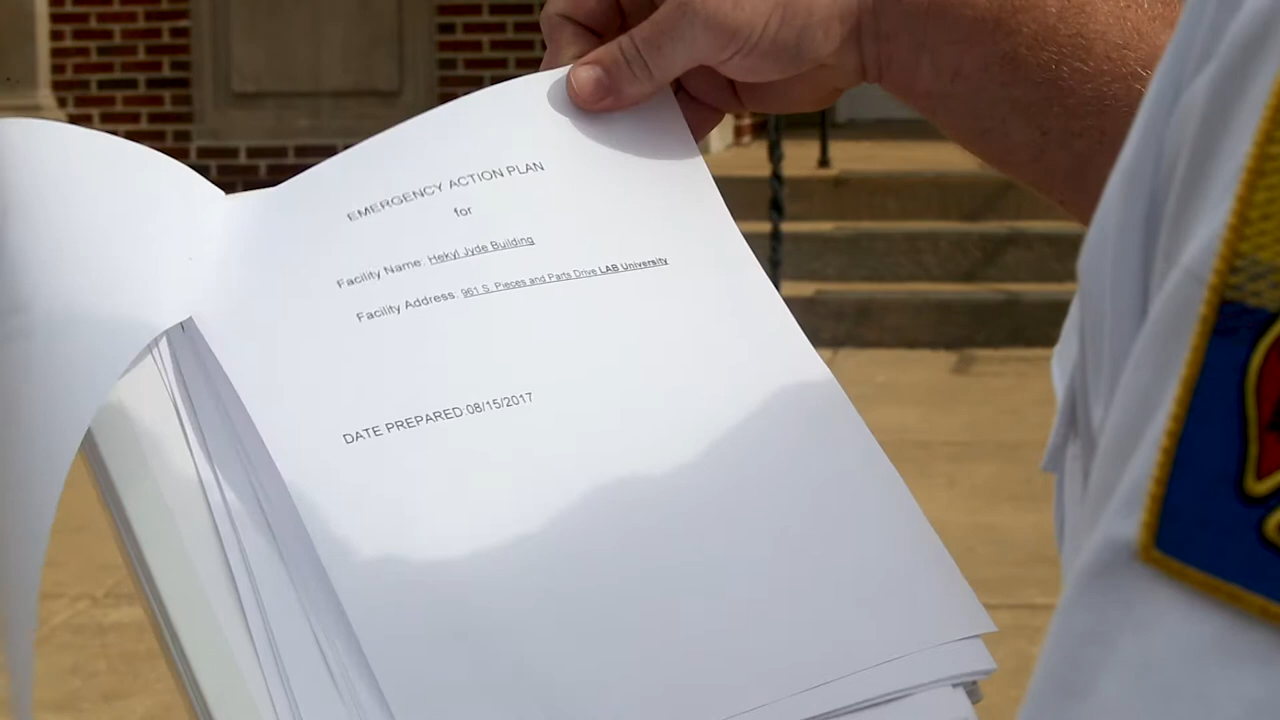 EMERGENCY ACTION PLAN
for
Facility Name: Hekyl Jyde Building
Facility Address: 961 S. Pieces and Parts Drive LAB University
DATE PREPARED:08/15/2017